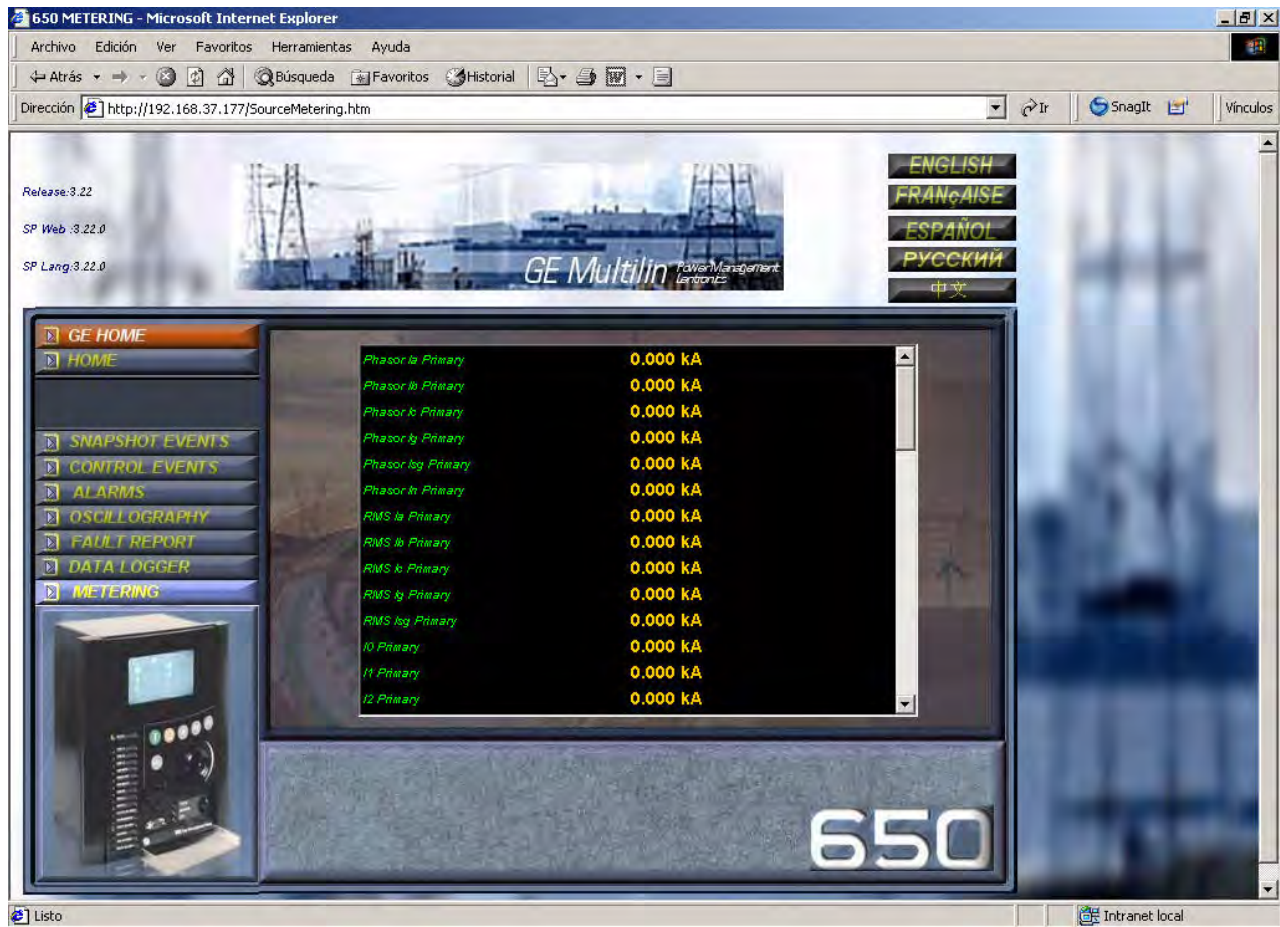 650 METERING - Microsoft Internet Explorer
Archivo Edición Ver Favoritos Herramientas Ayuda
Atrás Búsqueda Favoritos Historial
Dirección http://192.168.37.177/SourceMetering.htm Ir SnagIt Vínculos
Release:3.22
SP Web :3.22.0
SP Lang:3.22.0
GE Multilin PowerManagement
Lentronics
ENGLISH
FRANçAISE
ESPAÑOL
РУССКИЙ
中文
GE HOME
HOME
SNAPSHOT EVENTS
CONTROL EVENTS
ALARMS
OSCILLOGRAPHY
FAULT REPORT
DATA LOGGER
METERING
Phasor Ia Primary 0.000 kA
Phasor Ib Primary 0.000 kA
Phasor Ic Primary 0.000 kA
Phasor Ig Primary 0.000 kA
Phasor Isg Primary 0.000 kA
Phasor In Primary 0.000 kA
RMS Ia Primary 0.000 kA
RMS Ib Primary 0.000 kA
RMS Ic Primary 0.000 kA
RMS Ig Primary 0.000 kA
RMS Isg Primary 0.000 kA
I0 Primary 0.000 kA
I1 Primary 0.000 kA
I2 Primary 0.000 kA
650
Listo Intranet local